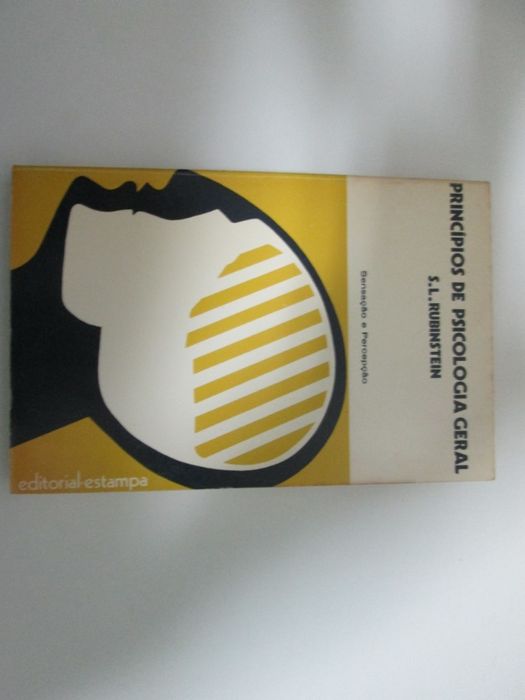 PRINCÍPIOS DE PSICOLOGIA GERAL
S.L.RUBINSTEIN
Sensação e Percepção
editorial-estampa